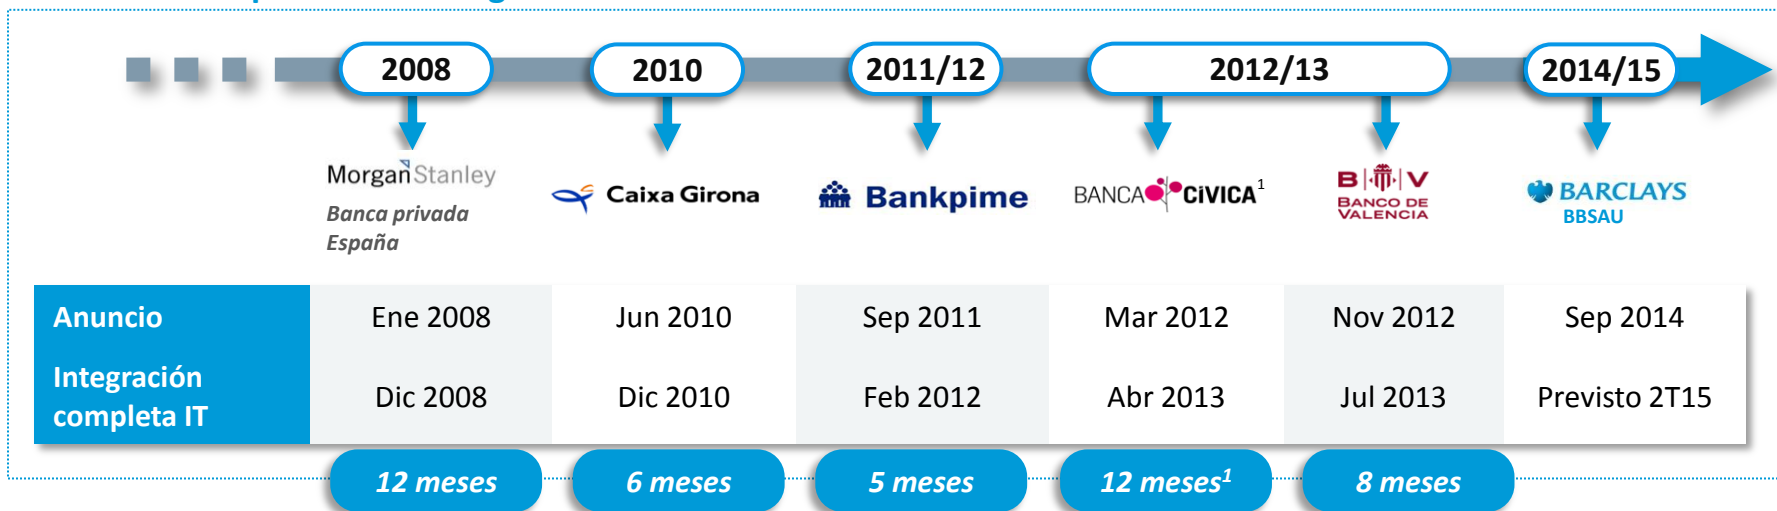 2008
2010
2011/12
2012/13
2014/15
Morgan Stanley
Banca privada
España
Caixa Girona
Bankpime
BANCA CÍVICA¹
B V
BANCO DE
VALENCIA
BARCLAYS
BBSAU
Anuncio
Ene 2008
Jun 2010
Sep 2011
Mar 2012
Nov 2012
Sep 2014
Integración
completa IT
Dic 2008
Dic 2010
Feb 2012
Abr 2013
Jul 2013
Previsto 2T15
12 meses
6 meses
5 meses
12 meses¹
8 meses